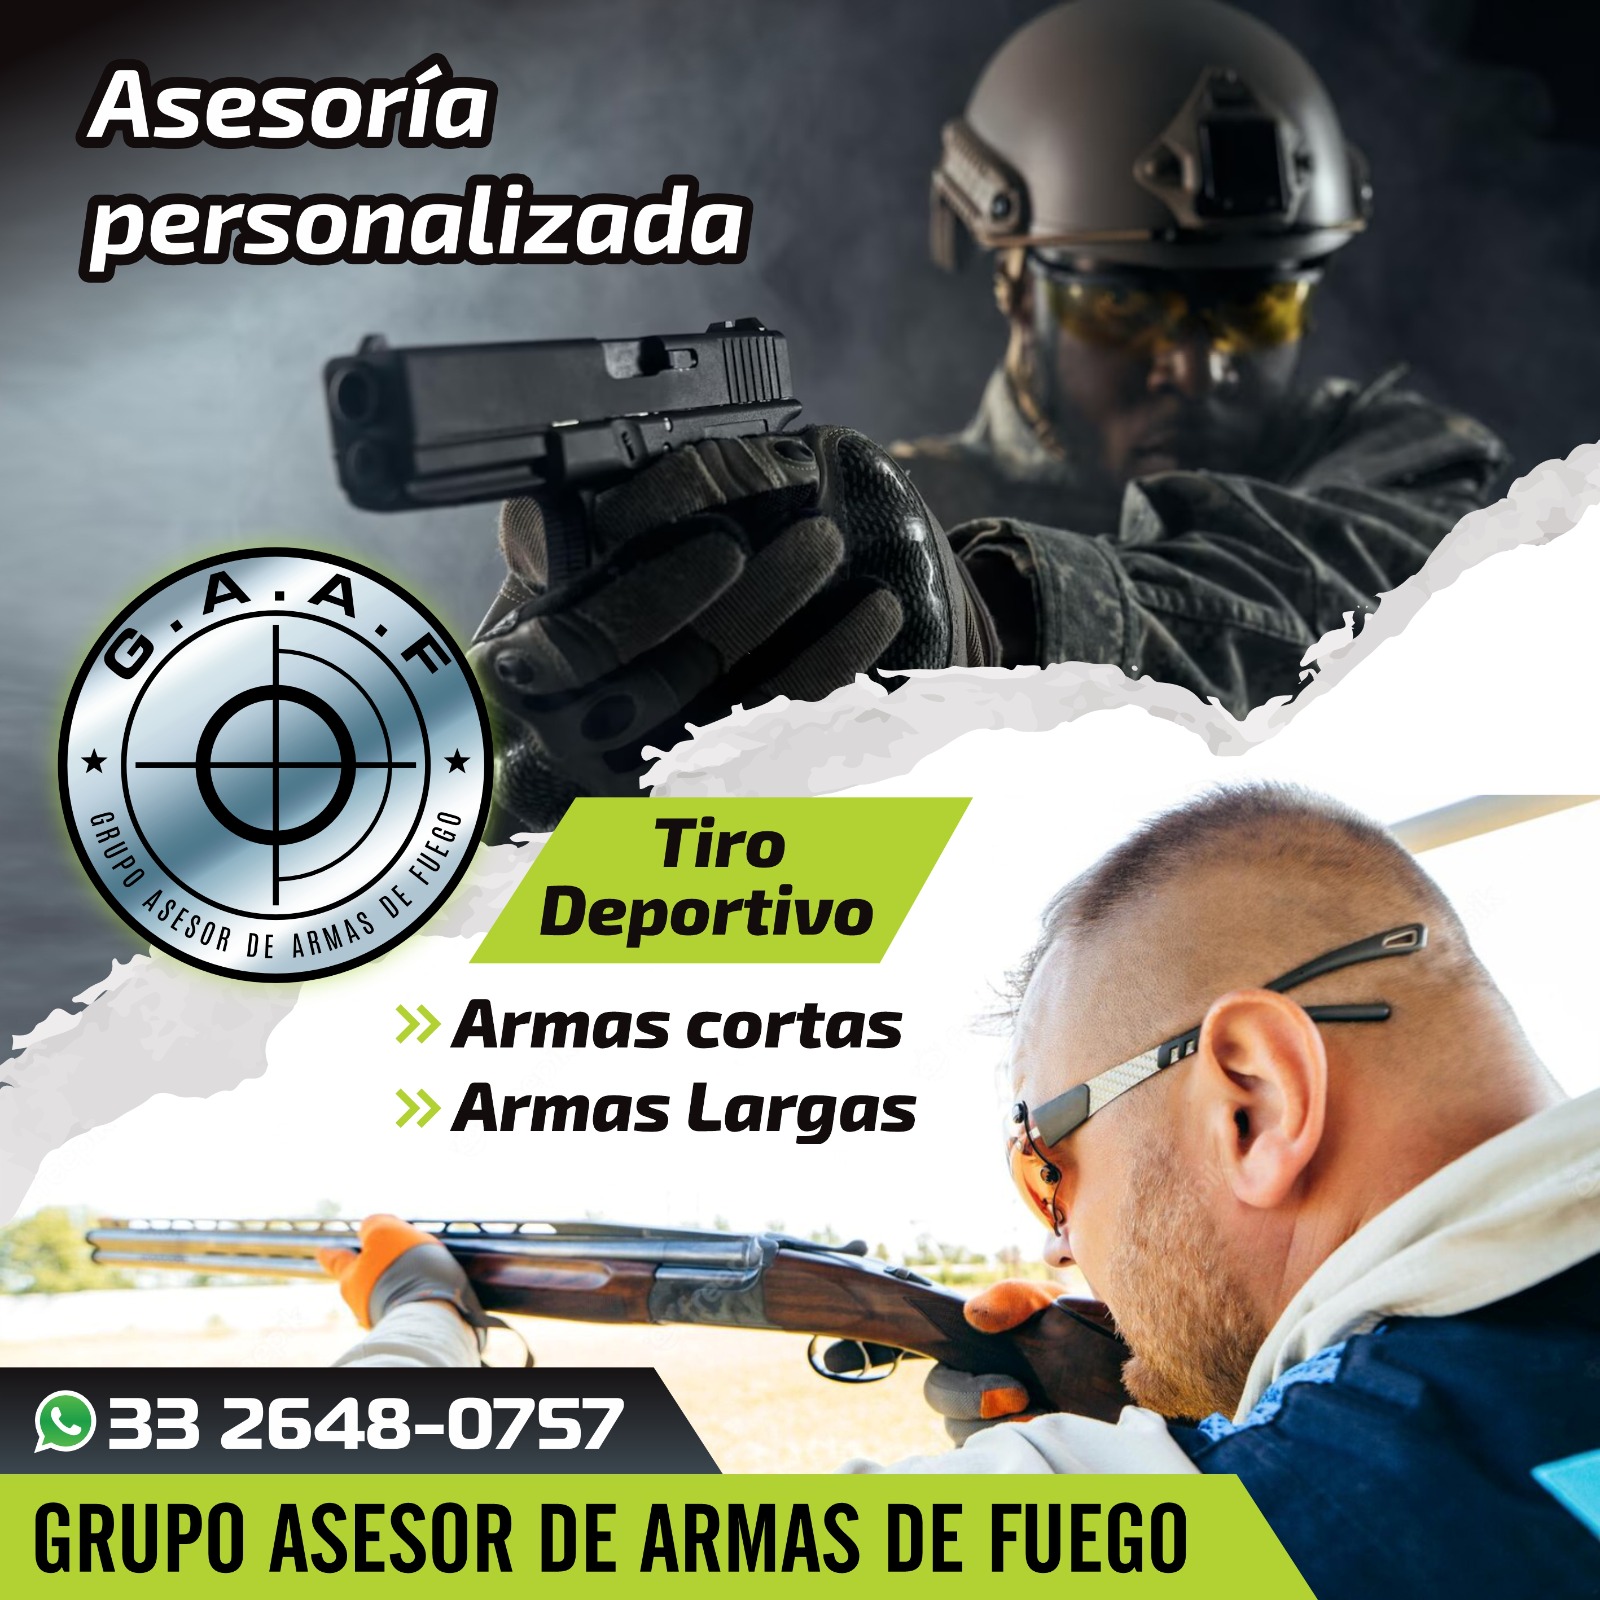 Asesoría
personalizada
G.A.A.F
GRUPO ASESOR DE ARMAS DE FUEGO
Tiro
Deportivo
Armas cortas
Armas Largas
33 2648-0757
GRUPO ASESOR DE ARMAS DE FUEGO